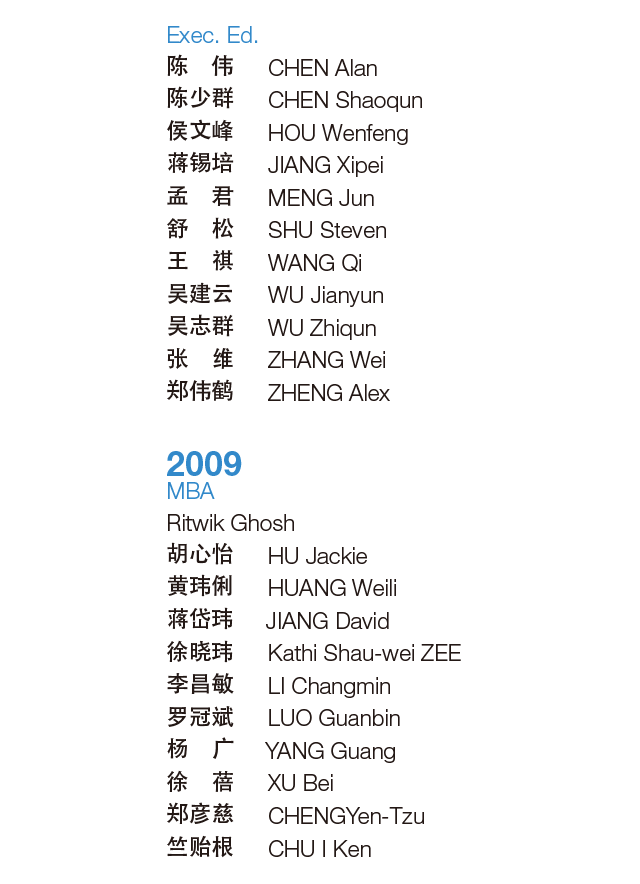 Exec. Ed.
陈 伟 CHEN Alan
陈少群 CHEN Shaoqun
侯文峰 HOU Wenfeng
蒋锡培 JIANG Xipei
孟 君 MENG Jun
舒 松 SHU Steven
王 祺 WANG Qi
吴建云 WU Jianyun
吴志群 WU Zhiqun
张 维 ZHANG Wei
郑伟鹤 ZHENG Alex
2009
MBA
Ritwik Ghosh
胡心怡 HU Jackie
黄玮俐 HUANG Weili
蒋岱玮 JIANG David
徐晓玮 Kathi Shau-wei ZEE
李昌敏 LI Changmin
罗冠斌 LUO Guanbin
杨 广 YANG Guang
徐 蓓 XU Bei
郑彦慈 CHENGYen-Tzu
竺贻根 CHU I Ken